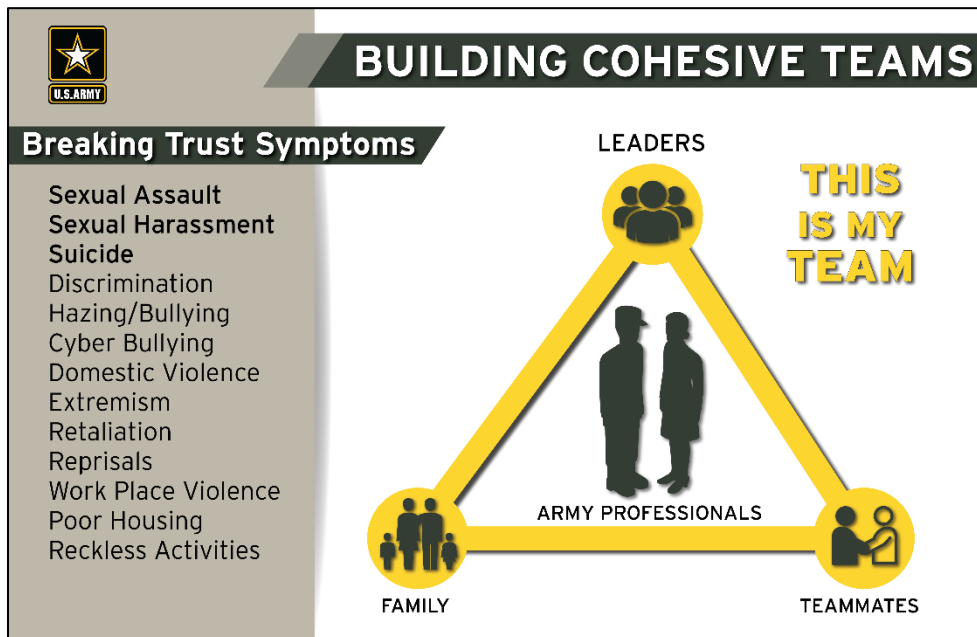 U.S.ARMY
BUILDING COHESIVE TEAMS
Breaking Trust Symptoms
Sexual Assault
Sexual Harassment
Suicide
Discrimination
Hazing/Bullying
Cyber Bullying
Domestic Violence
Extremism
Retaliation
Reprisals
Work Place Violence
Poor Housing
Reckless Activities
LEADERS
THIS
IS MY
TEAM
ARMY PROFESSIONALS
FAMILY
TEAMMATES